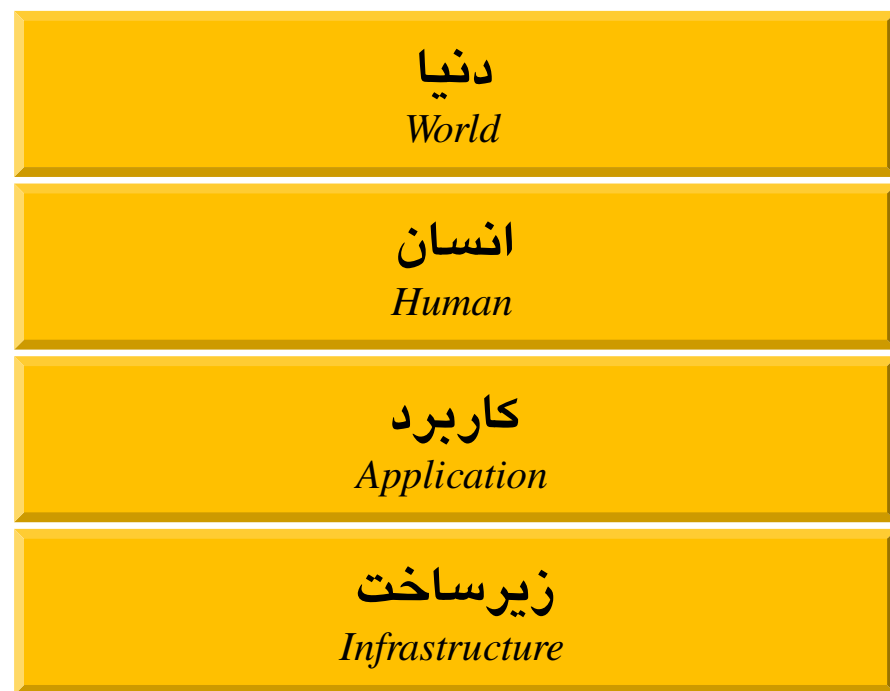 دنیا
World
انسان
Human
کاربرد
Application
زیرساخت
Infrastructure